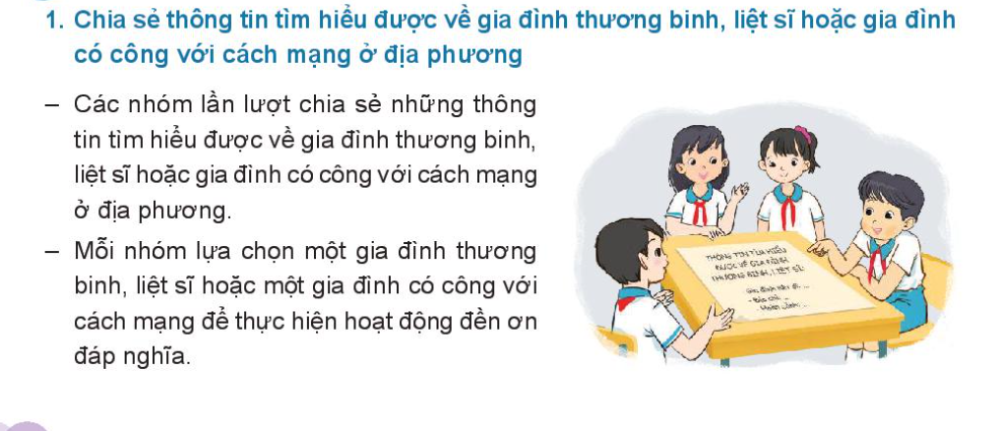 1. Chia sẻ thông tin tìm hiểu được về gia đình thương binh, liệt sĩ hoặc gia đình
có công với cách mạng ở địa phương
– Các nhóm lần lượt chia sẻ những thông
tin tìm hiểu được về gia đình thương binh,
liệt sĩ hoặc gia đình có công với cách mạng
ở địa phương.
– Mỗi nhóm lựa chọn một gia đình thương
binh, liệt sĩ hoặc một gia đình có công với
cách mạng để thực hiện hoạt động đền ơn
đáp nghĩa.
THÔNG TIN TÌM HIỂU
ĐƯỢC VỀ GIA ĐÌNH
THƯƠNG BINH, LIỆT SĨ